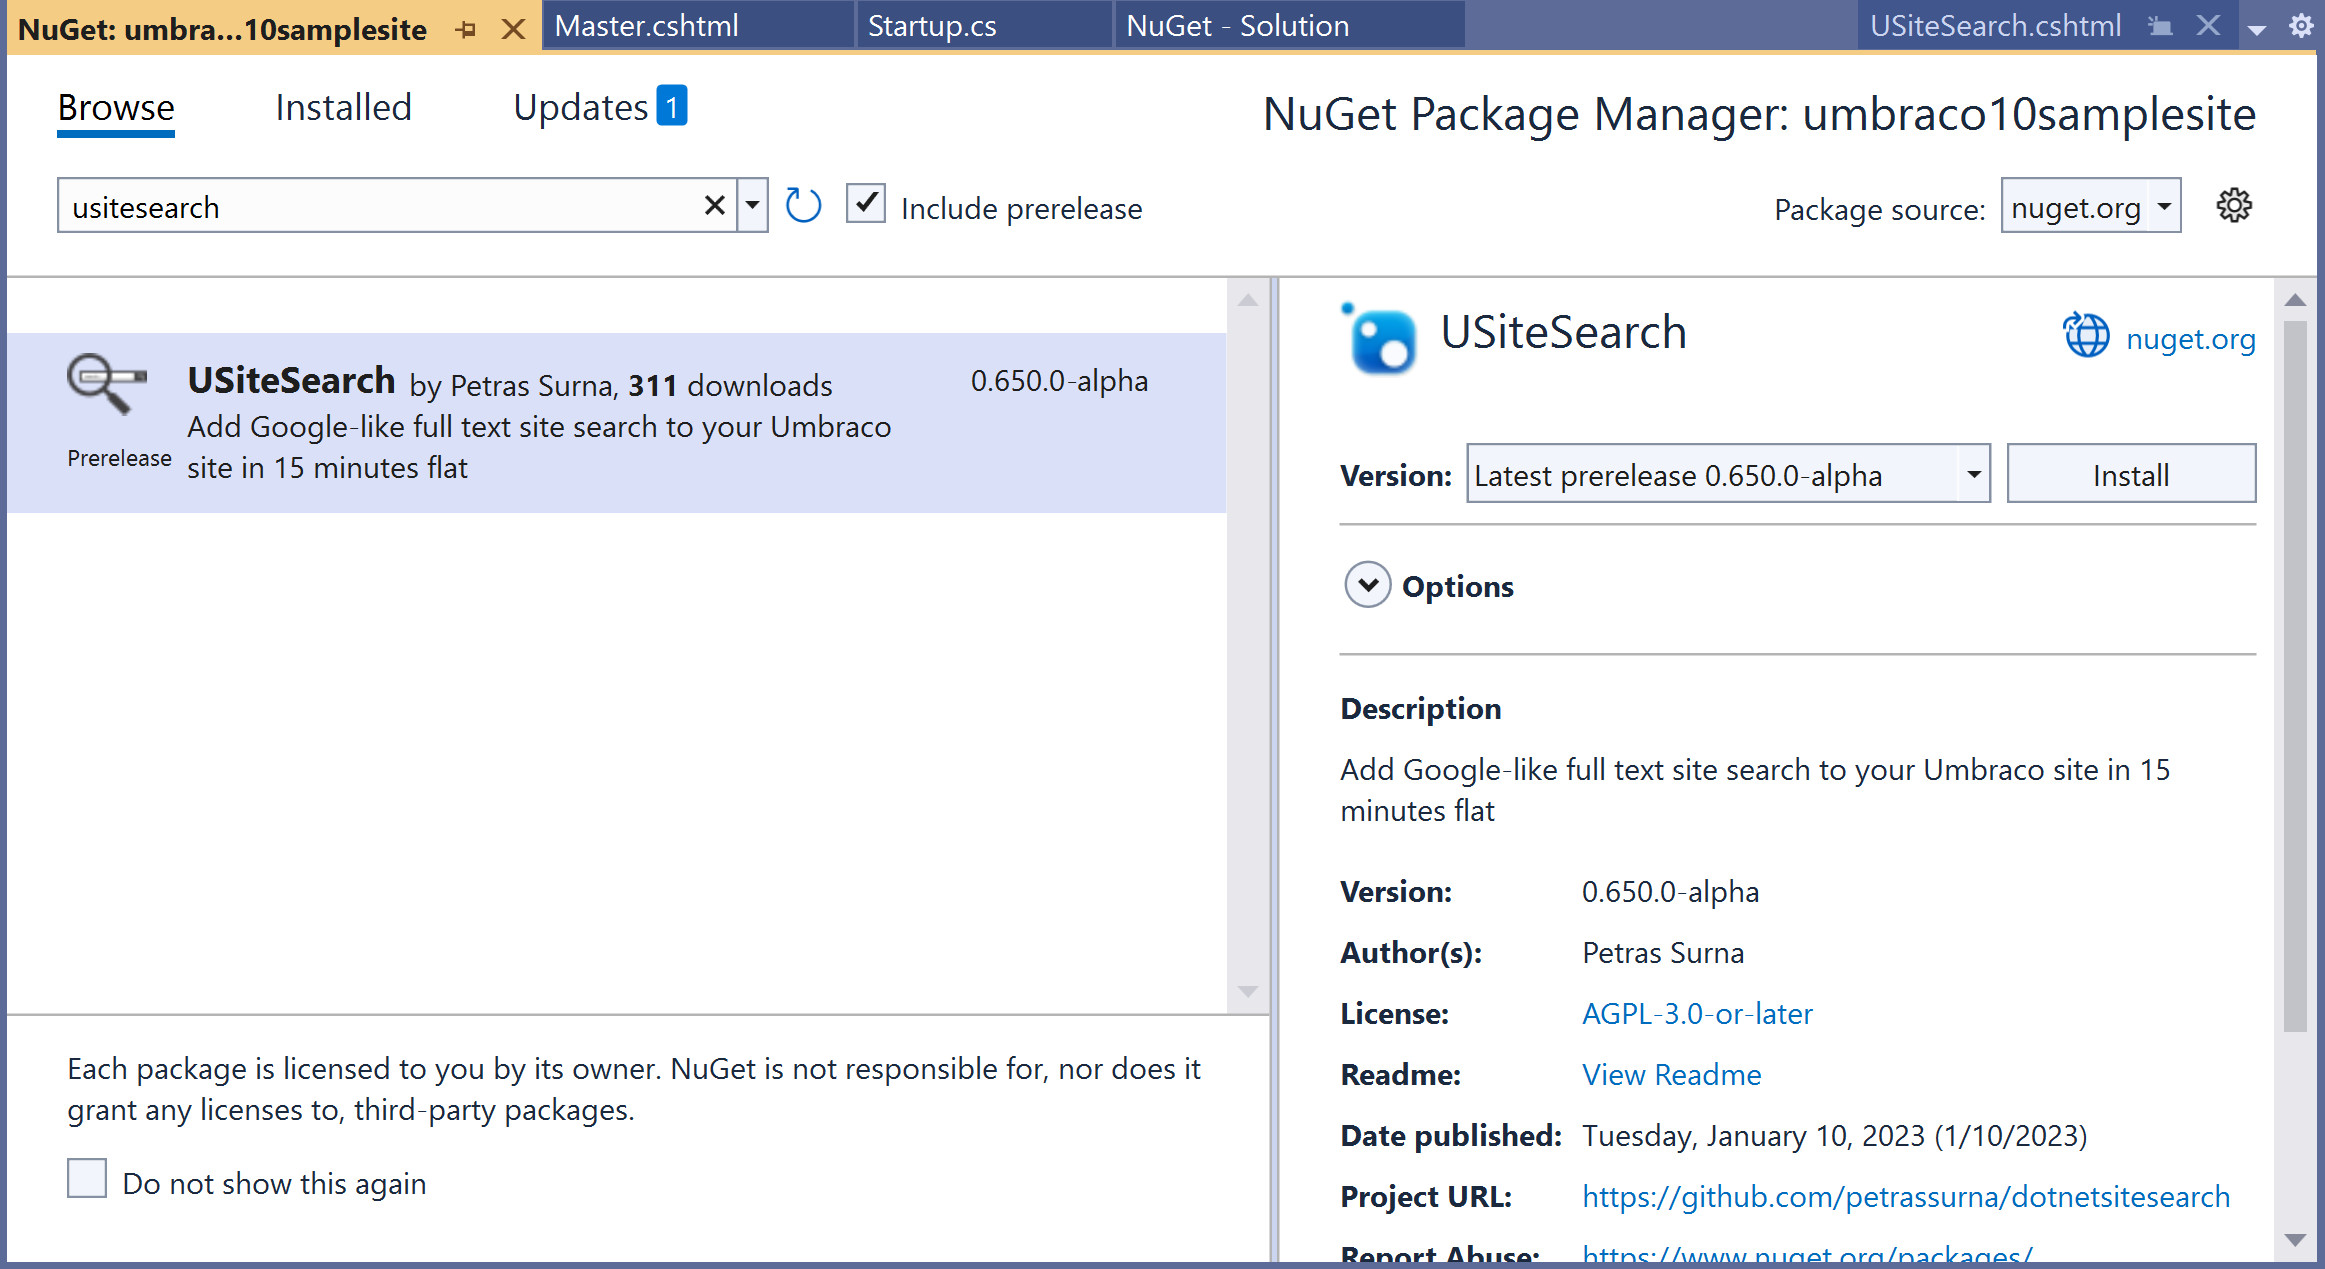 NuGet: umbra...10samplesite
Master.cshtml
Startup.cs
NuGet - Solution
USiteSearch.cshtml
Browse
Installed
Updates 1
NuGet Package Manager: umbraco10samplesite
usitesearch
Include prerelease
Package source: nuget.org
USiteSearch by Petras Surna, 311 downloads
0.650.0-alpha
Add Google-like full text site search to your Umbraco
site in 15 minutes flat
Prerelease
Each package is licensed to you by its owner. NuGet is not responsible for, nor does it
grant any licenses to, third-party packages.
Do not show this again
USiteSearch
nuget.org
Version: Latest prerelease 0.650.0-alpha
Install
Options
Description
Add Google-like full text site search to your Umbraco site in 15
minutes flat
Version: 0.650.0-alpha
Author(s): Petras Surna
License: AGPL-3.0-or-later
Readme: View Readme
Date published: Tuesday, January 10, 2023 (1/10/2023)
Project URL: https://github.com/petrassurna/dotnetsitesearch
Report Abuse: https://www.nuget.org/packages/